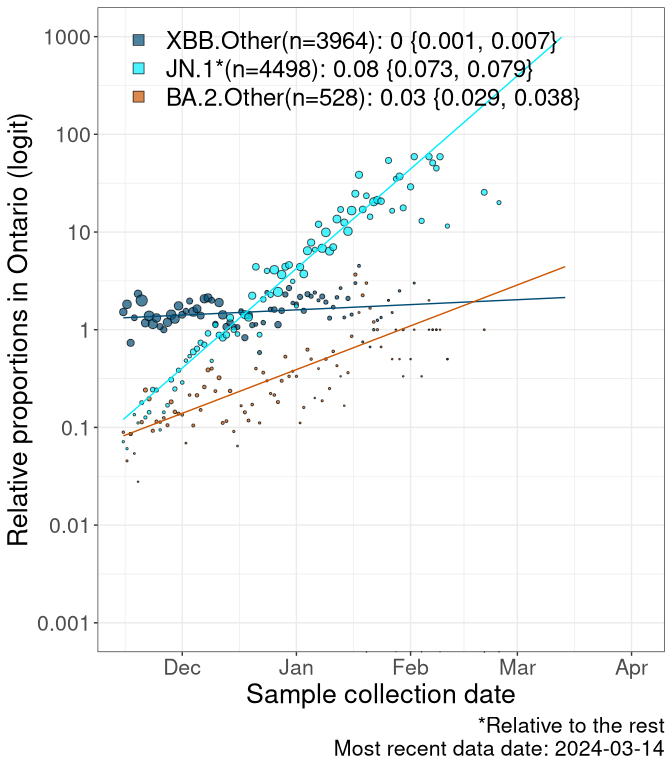 XBB.Other(n=3964): 0 {0.001, 0.007}
JN.1*(n=4498): 0.08 {0.073, 0.079}
BA.2.Other(n=528): 0.03 {0.029, 0.038}
Relative proportions in Ontario (logit)
1000
100
10
1
0.1
0.01
0.001
Dec Jan Feb Mar Apr
Sample collection date
*Relative to the rest
Most recent data date: 2024-03-14